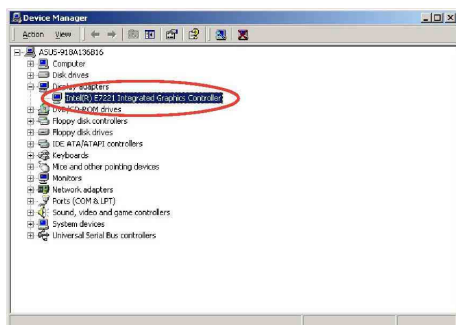 Device Manager
Action View
ASUS-918A136B16
Computer
Disk drives
Display adapters
Intel(R) E7221 Integrated Graphics Controller
DVD/CD-ROM drives
Floppy disk controllers
Floppy disk drives
IDE ATA/ATAPI controllers
Keyboards
Mice and other pointing devices
Monitors
Network adapters
Ports (COM & LPT)
Sound, video and game controllers
System devices
Universal Serial Bus controllers